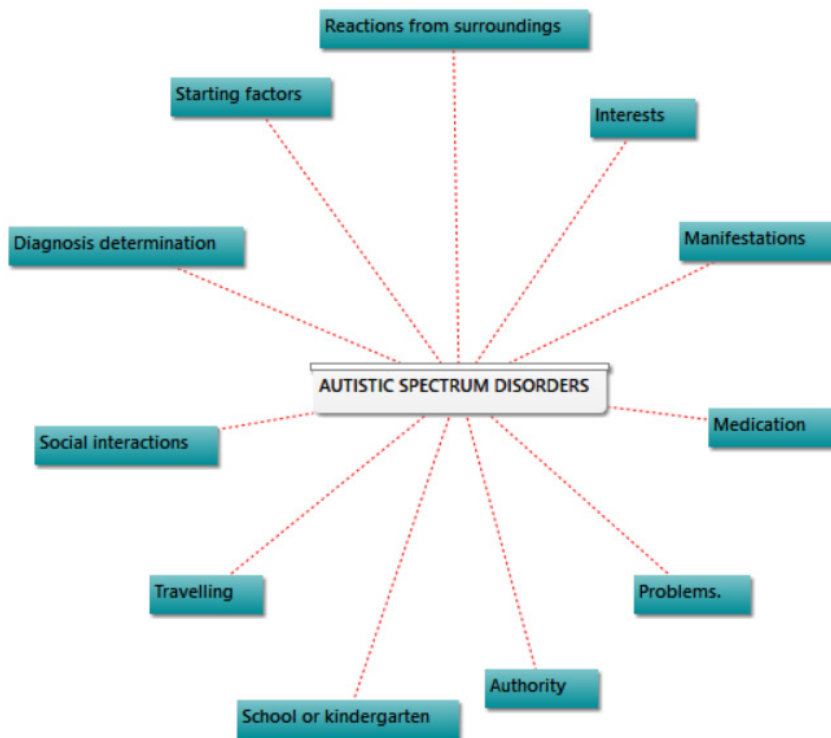 Reactions from surroundings
Starting factors
Interests
Diagnosis determination
Manifestations
AUTISTIC SPECTRUM DISORDERS
Social interactions
Medication
Travelling
Problems.
Authority
School or kindergarten